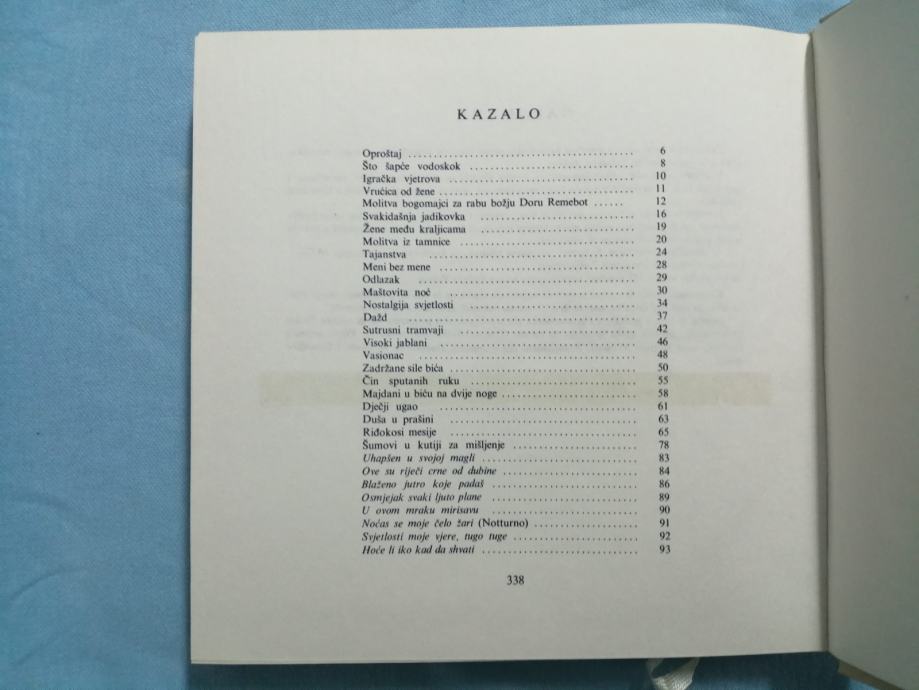 KAZALO
Oproštaj ........................................ 6
Što šapće vodoskok ............................. 8
Igračka vjetrova ................................ 10
Vrućica od žene ................................. 11
Molitva bogomajci za rabu božju Doru Remebot ...... 12
Svakidašnja jadikovka ........................... 16
Žene među kraljicama ........................... 19
Molitva iz tamnice .............................. 20
Tajanstva ...................................... 24
Meni bez mene .................................. 28
Odlazak ........................................ 29
Maštovita noć ................................... 30
Nostalgija svjetlosti ............................ 34
Dažd .......................................... 37
Sutrusni tramvaji ............................... 42
Visoki jablani .................................. 46
Vasionac ....................................... 48
Zadržane sile bića .............................. 50
Čin sputanih ruku .............................. 55
Majdani u biću na dvije noge ..................... 58
Dječji ugao .................................... 61
Duša u prašini ................................. 63
Riđokosi mesije ................................. 65
Šumovi u kutiji za mišljenje ..................... 78
Uhapšen u svojoj magli ......................... 83
Ove su riječi crne od dubine ..................... 84
Blaženo jutro koje padaš ........................ 86
Osmjejak svaki ljuto plane ....................... 89
U ovom mraku mirisavu ......................... 90
Noćas se moje čelo žari (Notturno) ................ 91
Svjetlosti moje vjere, tugo tuge ................... 92
Hoće li iko kad da shvati ........................ 93
338